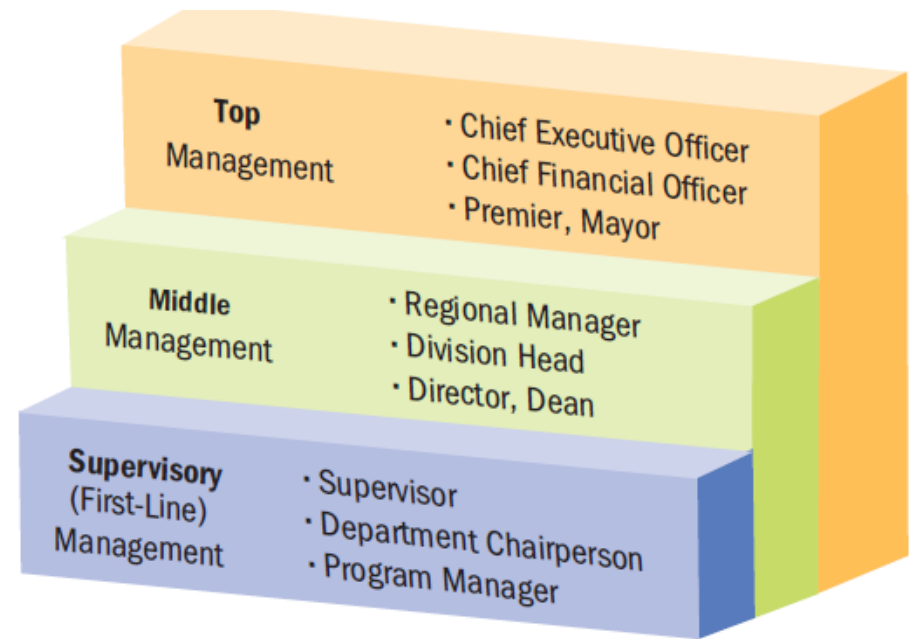 Top
Management
· Chief Executive Officer
· Chief Financial Officer
· Premier, Mayor
Middle
Management
· Regional Manager
· Division Head
· Director, Dean
Supervisory
(First-Line)
Management
· Supervisor
· Department Chairperson
· Program Manager